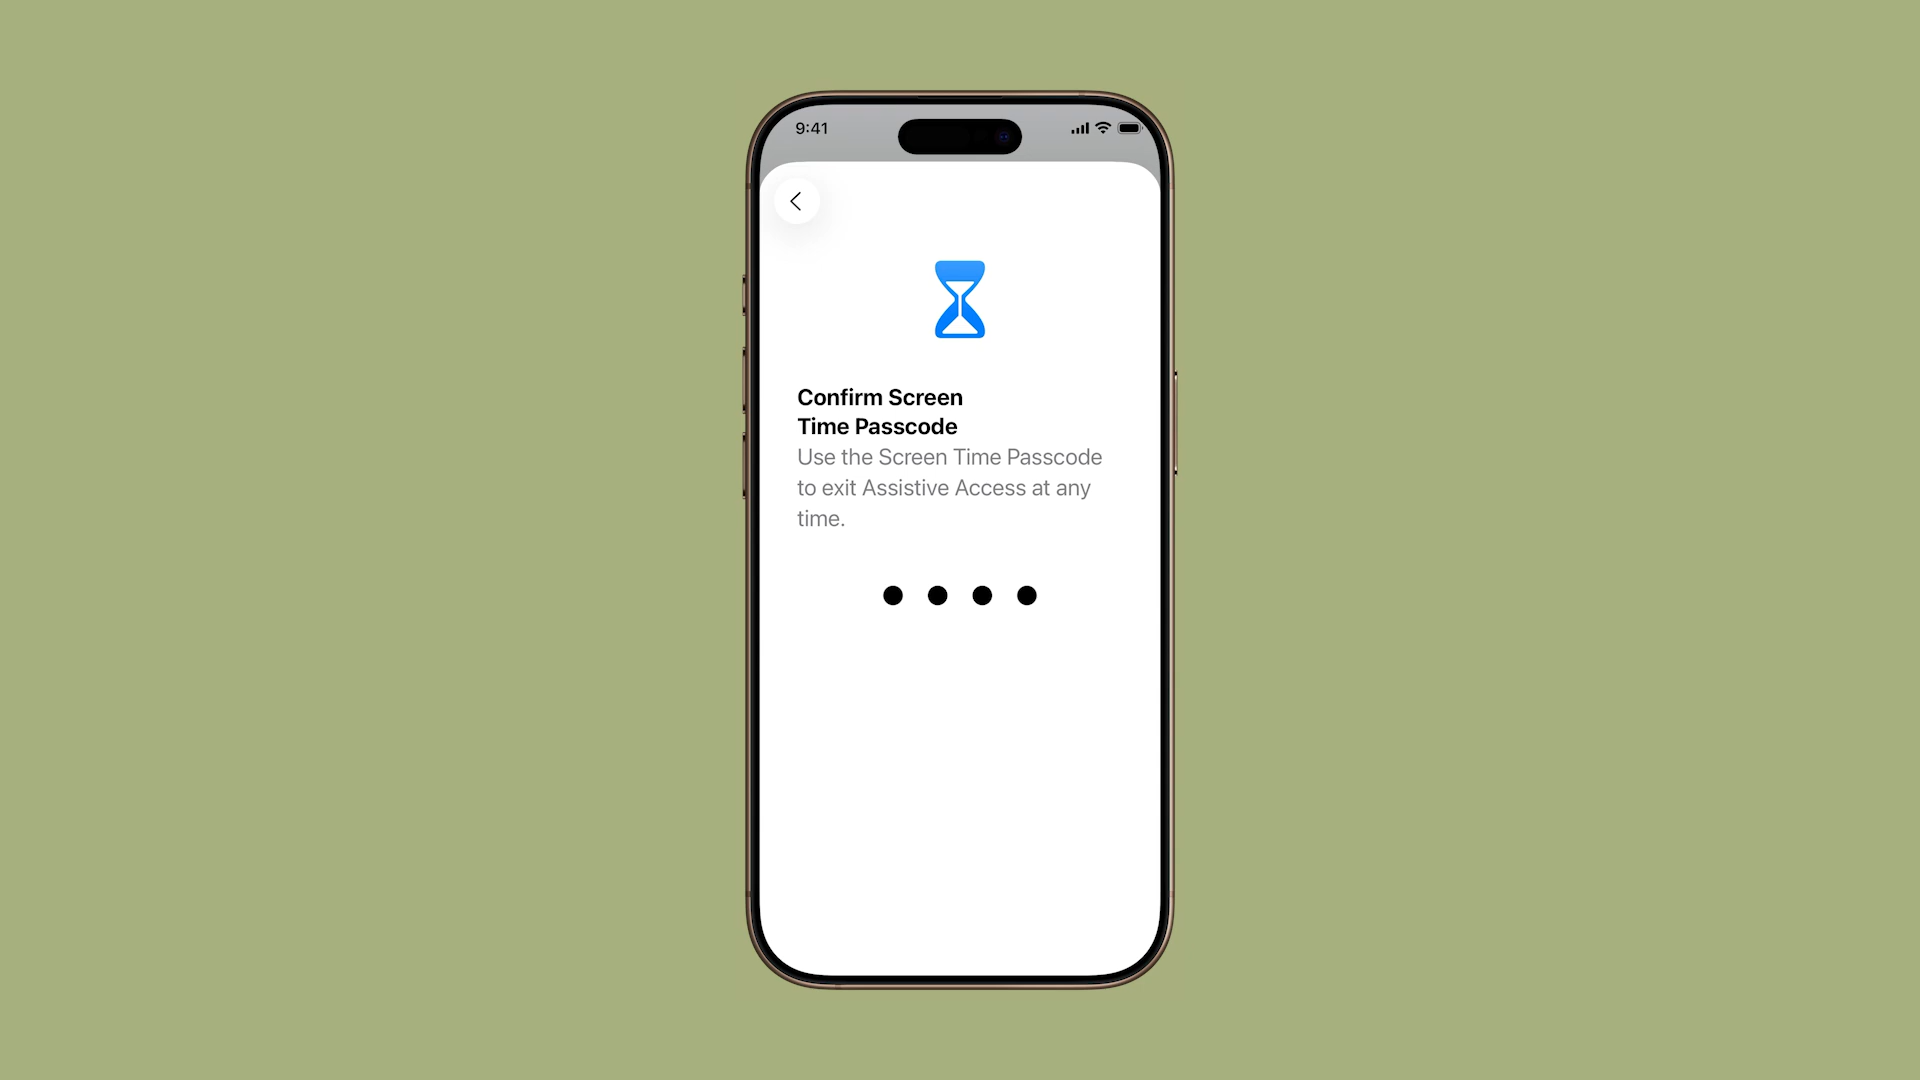 9:41
Confirm Screen
Time Passcode
Use the Screen Time Passcode
to exit Assistive Access at any
time.